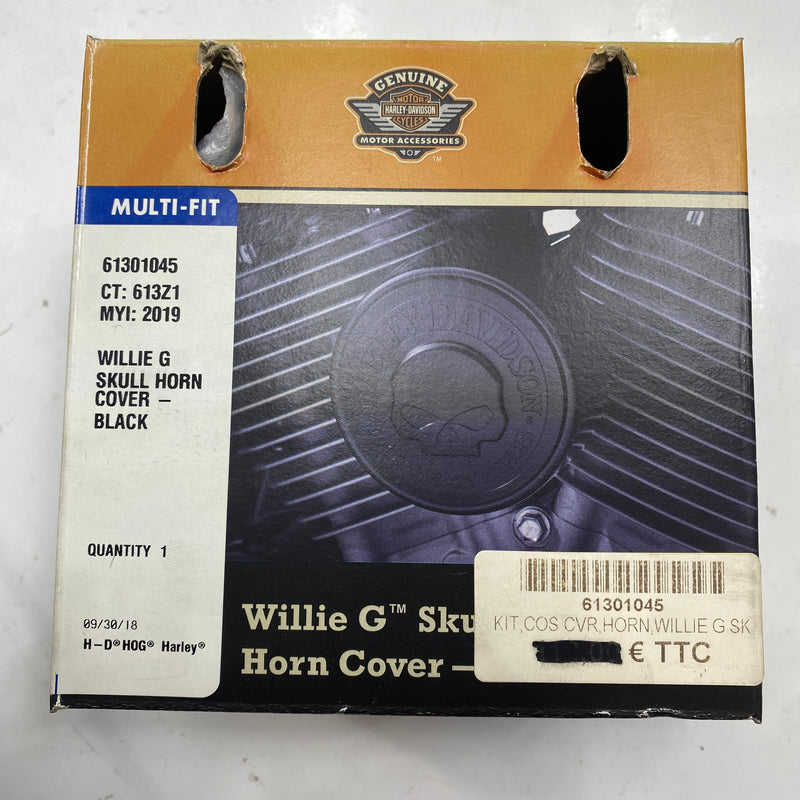 GENUINE
MOTOR
HARLEY-DAVIDSON
CYCLES
MOTOR ACCESSORIES
TM
MULTI-FIT
61301045
CT: 613Z1
MYI: 2019
WILLIE G
SKULL HORN
COVER –
BLACK
QUANTITY 1
09/30/18
H–D® HOG® Harley®
DAVIDSON
Willie G™ Sku
Horn Cover –
61301045
KIT,COS CVR,HORN,WILLIE G SK
€ TTC